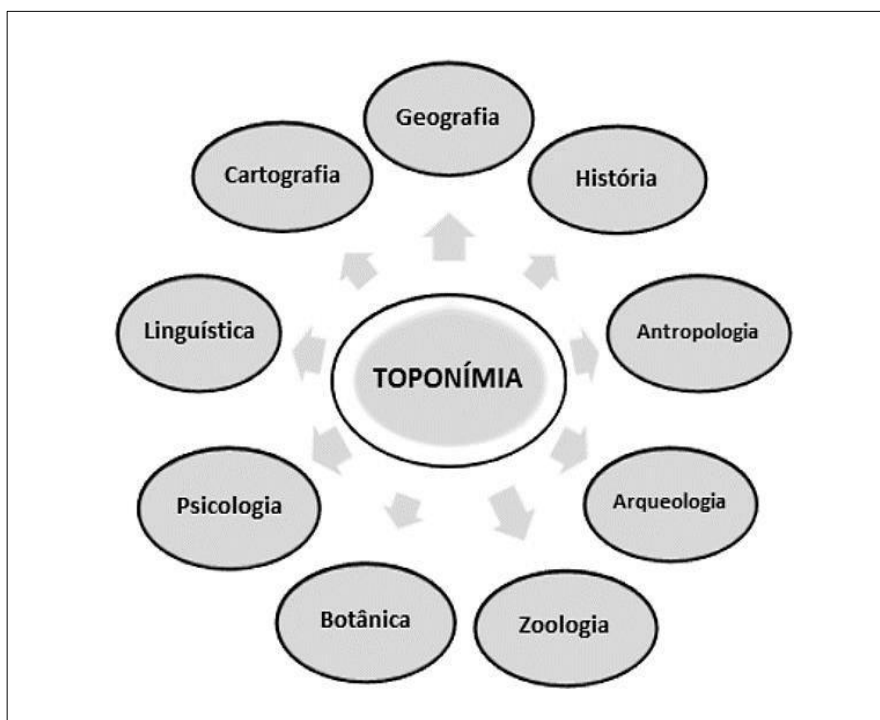 Geografia
Cartografia
História
Linguística
Antropologia
TOPONÍMIA
Psicologia
Arqueologia
Botânica
Zoologia